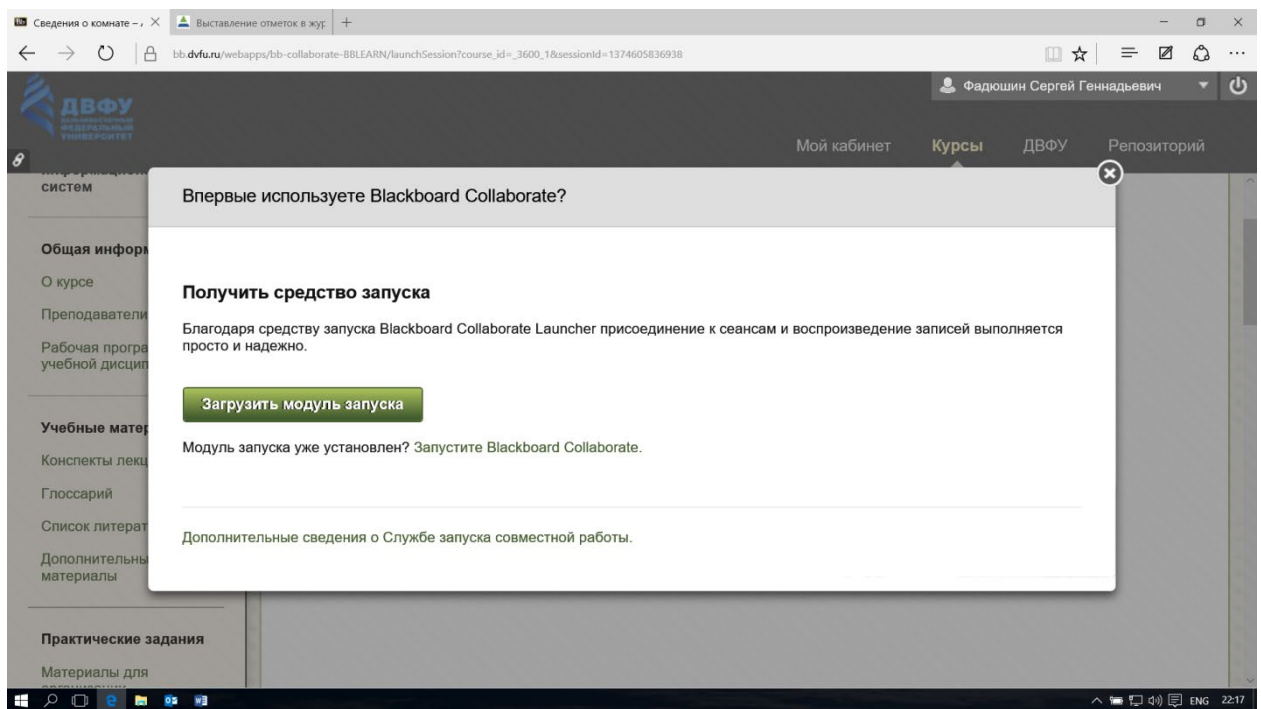 Сведения о комнате –
Выставление отметок в жур
bb.dvfu.ru/webapps/bb-collaborate-BBLEARN/launchSession?course_id=_3600_1&sessionId=1374605836938
ДВФУ
ФЕДЕРАЛЬНЫЙ
УНИВЕРСИТЕТ
Фадюшин Сергей Геннадьевич
Мой кабинет Курсы ДВФУ Репозиторий
систем
Общая информ
О курсе
Преподаватели
Рабочая програ
учебной дисцип
Учебные матер
Конспекты лекц
Глоссарий
Список литерат
Дополнительны
материалы
Практические задания
Материалы для
Впервые используете Blackboard Collaborate?
Получить средство запуска
Благодаря средству запуска Blackboard Collaborate Launcher присоединение к сеансам и воспроизведение записей выполняется
просто и надежно.
Загрузить модуль запуска
Модуль запуска уже установлен? Запустите Blackboard Collaborate.
Дополнительные сведения о Службе запуска совместной работы.
ENG 22:17